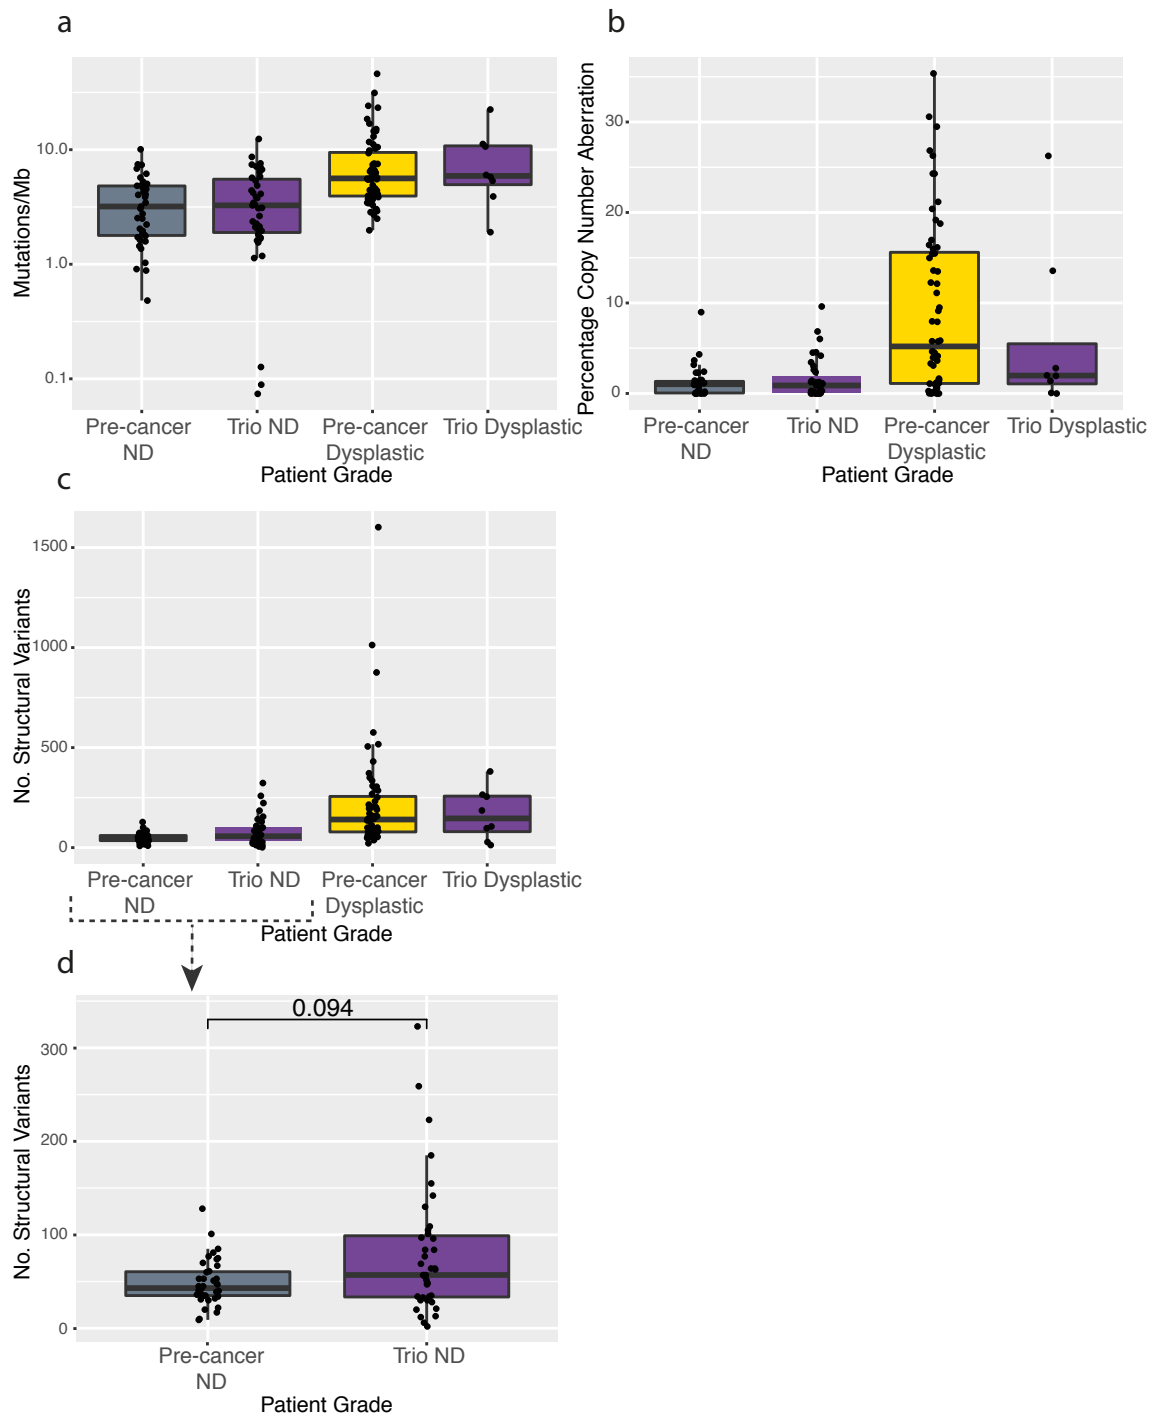 a
Mutations/Mb
10.0
1.0
0.1
Pre-cancer
ND
Trio ND
Pre-cancer
Dysplastic
Trio Dysplastic
Patient Grade
b
Percentage Copy Number Aberration
30
20
10
0
Pre-cancer
ND
Trio ND
Pre-cancer
Dysplastic
Trio Dysplastic
Patient Grade
c
No. Structural Variants
1500
1000
500
0
Pre-cancer
ND
Trio ND
Pre-cancer
Dysplastic
Trio Dysplastic
Patient Grade
d
No. Structural Variants
0.094
300
200
100
0
Pre-cancer
ND
Trio ND
Patient Grade